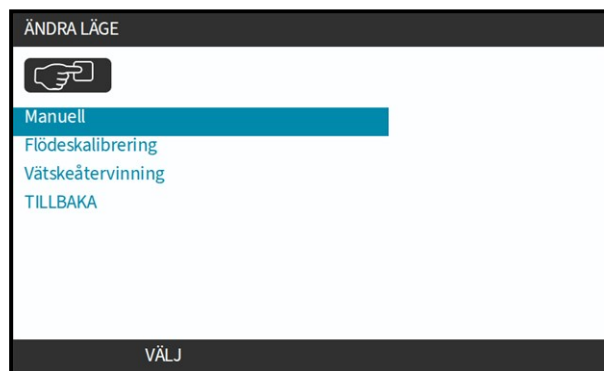 ÄNDRA LÄGE
Manuell
Flödeskalibrering
Vätskeåtervinning
TILLBAKA
VÄLJ